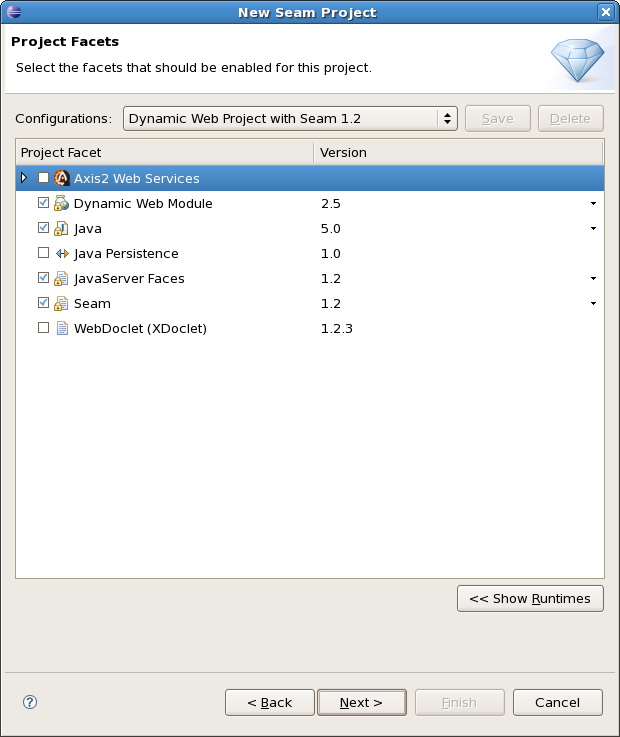 New Seam Project
Project Facets
Select the facets that should be enabled for this project.
Configurations: Dynamic Web Project with Seam 1.2 Save Delete
Project Facet Version
Axis2 Web Services
Dynamic Web Module 2.5
Java 5.0
Java Persistence 1.0
JavaServer Faces 1.2
Seam 1.2
WebDoclet (XDoclet) 1.2.3
<< Show Runtimes
? < Back Next > Finish Cancel